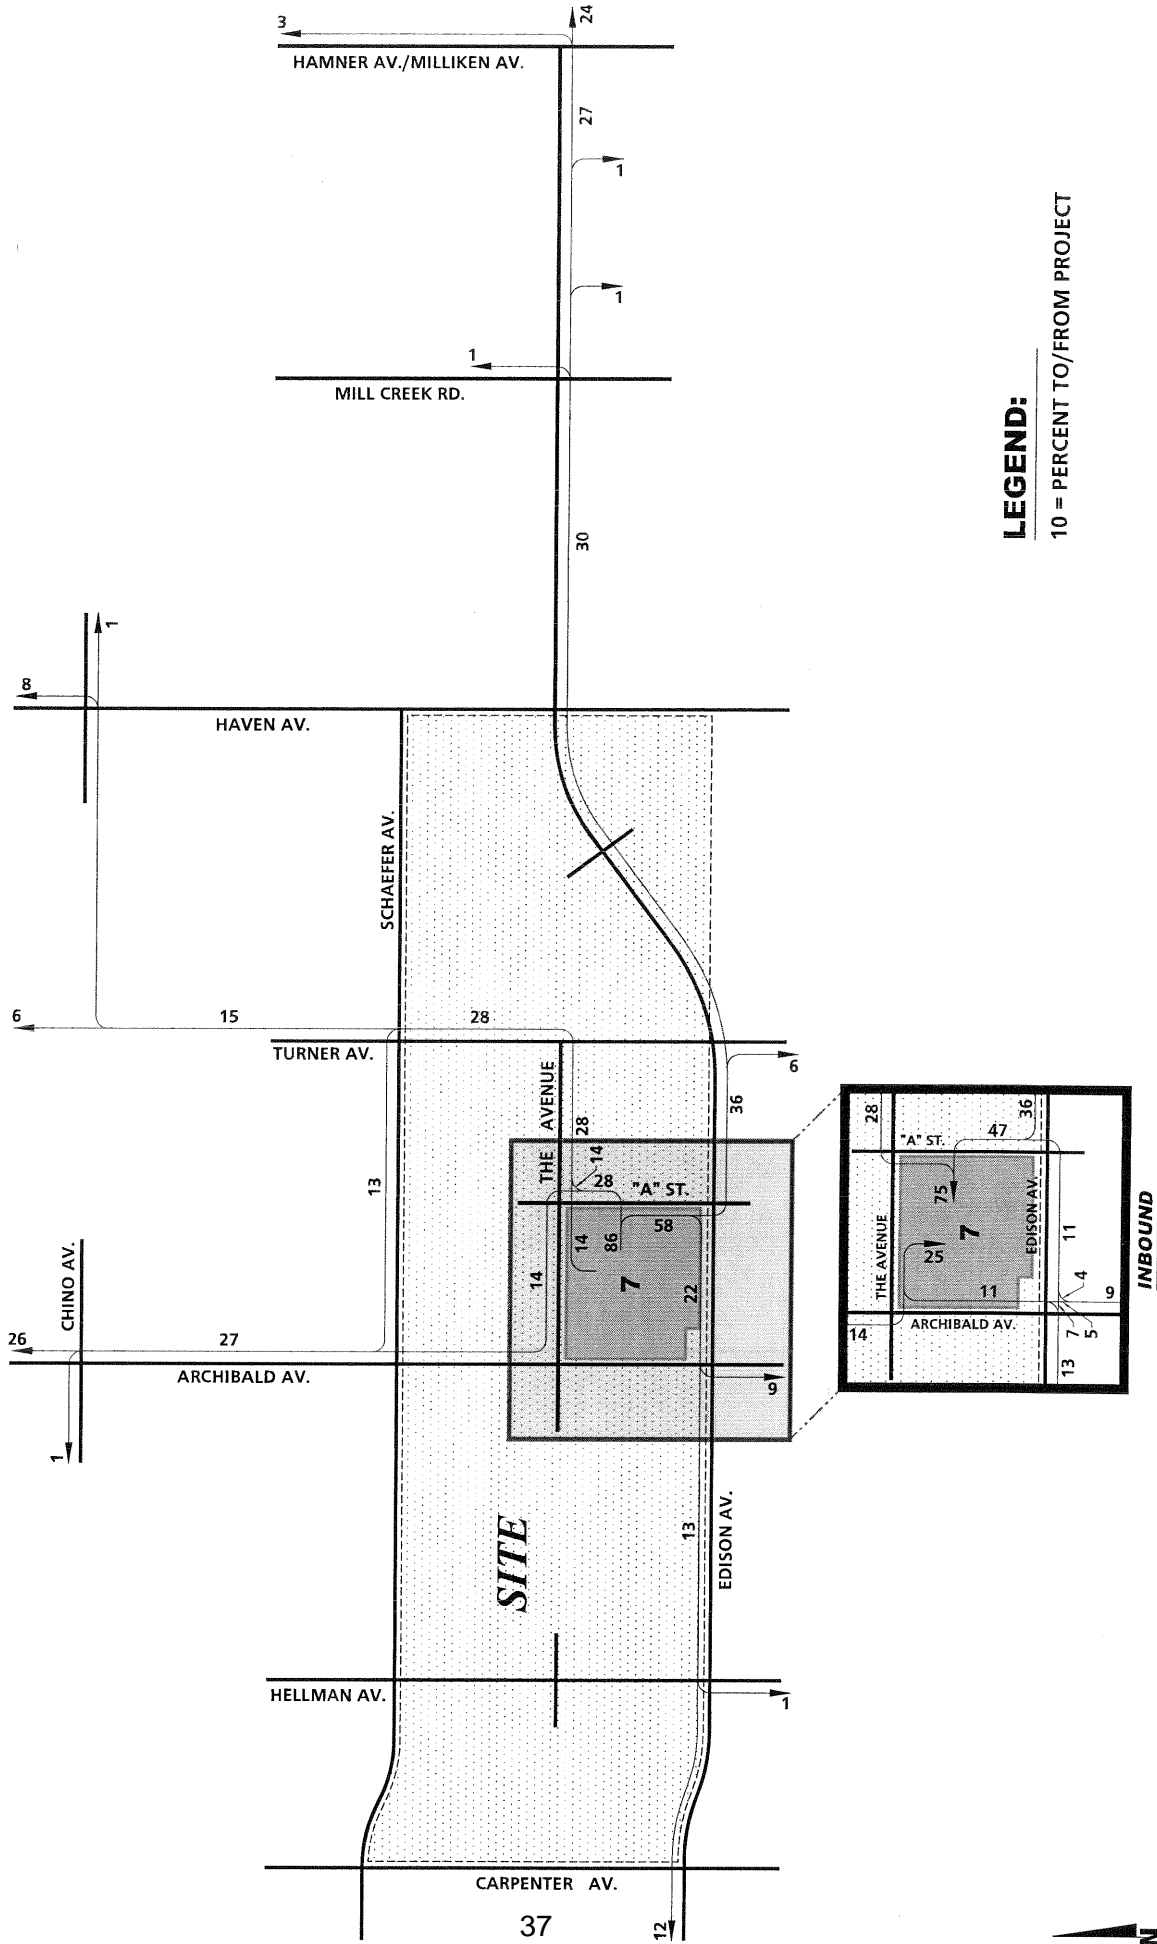 3
24
HAMNER AV./MILLIKEN AV.
27
1
1
1
MILL CREEK RD.
30
LEGEND:
10 = PERCENT TO/FROM PROJECT
1
8
HAVEN AV.
SCHAEFER AV.
6
15
28
TURNER AV.
6
THE AVENUE
28
36
14
28
"A" ST.
13
58
14
86
14
7
22
CHINO AV.
26
27
ARCHIBALD AV.
9
1
28
36
"A" ST.
47
75
THE AVENUE
7
EDISON AV.
25
11
11
4
9
14
ARCHIBALD AV.
7
5
13
INBOUND
SITE
13
EDISON AV.
HELLMAN AV.
1
CARPENTER AV.
12
37
N